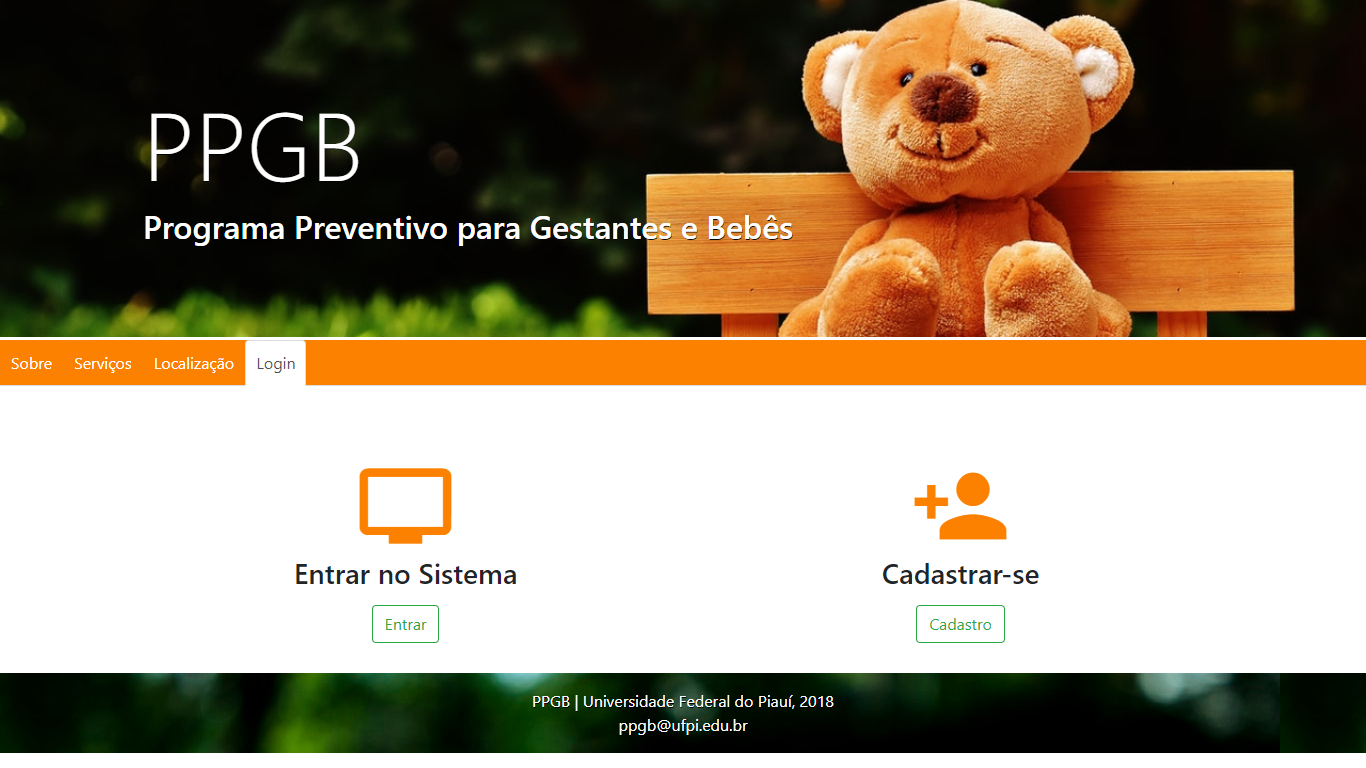 PPGB
Programa Preventivo para Gestantes e Bebês
Sobre Serviços Localização Login
Entrar no Sistema
Entrar
Cadastrar-se
Cadastro
PPGB | Universidade Federal do Piauí, 2018
ppgb@ufpi.edu.br